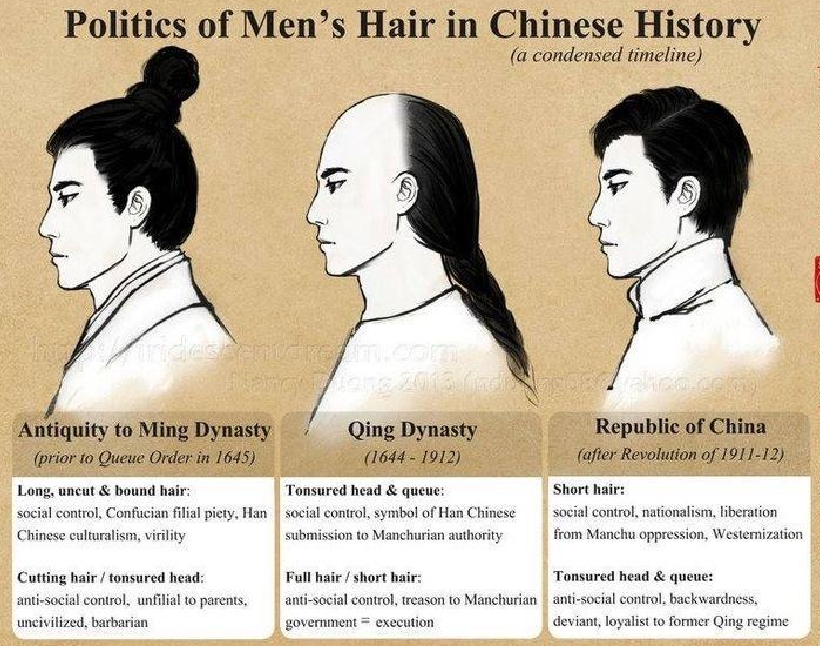 Politics of Men's Hair in Chinese History
(a condensed timeline)
Antiquity to Ming Dynasty
(prior to Queue Order in 1645)
Long, uncut & bound hair:
social control, Confucian filial piety, Han
Chinese culturalism, virility
Cutting hair / tonsured head:
anti-social control, unfilial to parents,
uncivilized, barbarian
Qing Dynasty
(1644 - 1912)
Tonsured head & queue:
social control, symbol of Han Chinese
submission to Manchurian authority
Full hair / short hair:
anti-social control, treason to Manchurian
government = execution
Republic of China
(after Revolution of 1911-12)
Short hair:
social control, nationalism, liberation
from Manchu oppression, Westernization
Tonsured head & queue:
anti-social control, backwardness,
deviant, loyalist to former Qing regime
http://iridescentdream.com
Nancy Duong 2013